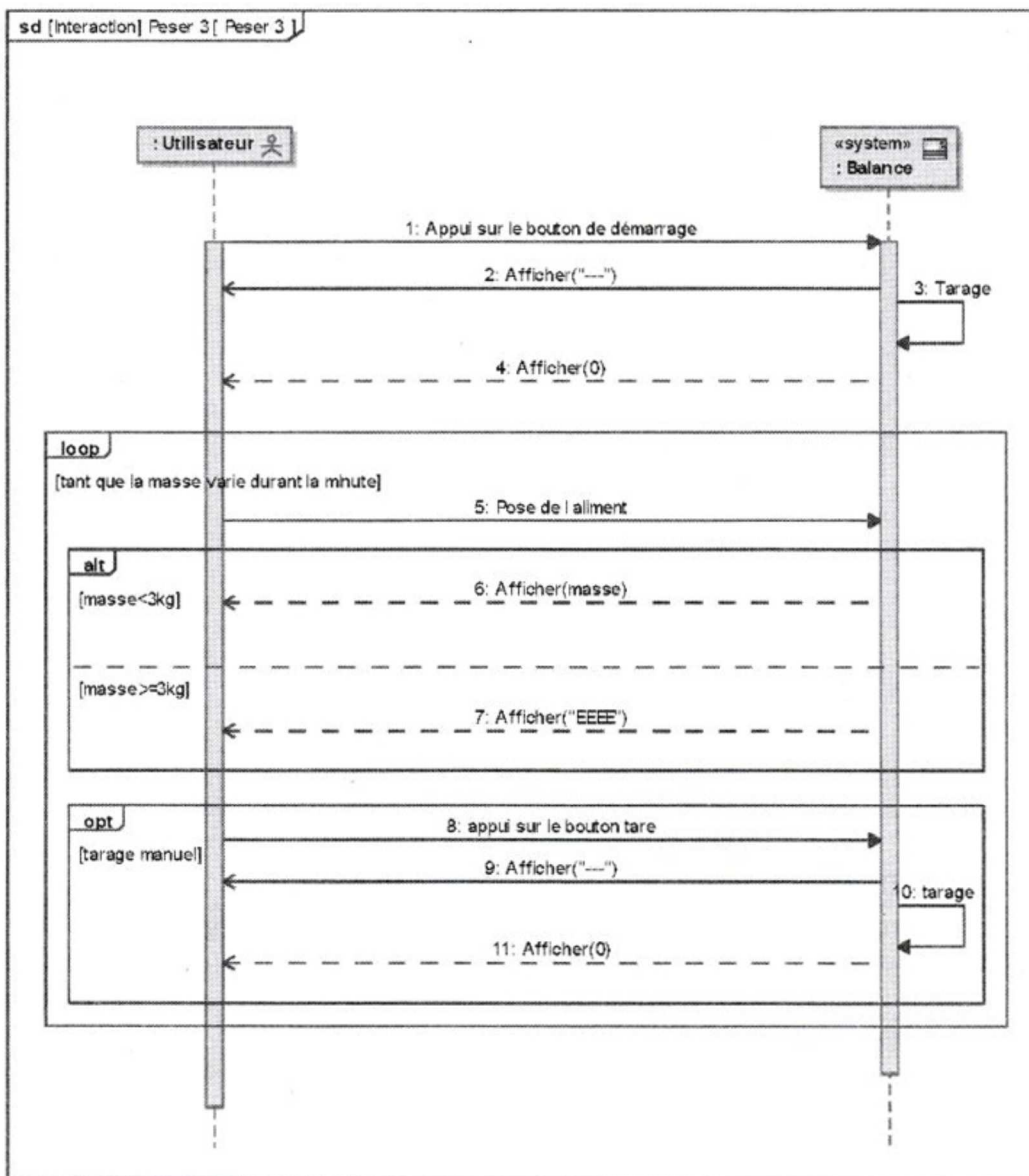 sd [Interaction] Peser 3 [ Peser 3 ]
: Utilisateur
«system»
: Balance
1: Appui sur le bouton de démarrage
2: Afficher("---")
3: Tarage
4: Afficher(0)
loop
[tant que la masse varie durant la minute]
5: Pose de l aliment
alt
[masse<3kg]
6: Afficher(masse)
[masse>=3kg]
7: Afficher("EEEE")
opt
[tarage manuel]
8: appui sur le bouton tare
9: Afficher("---")
10: tarage
11: Afficher(0)